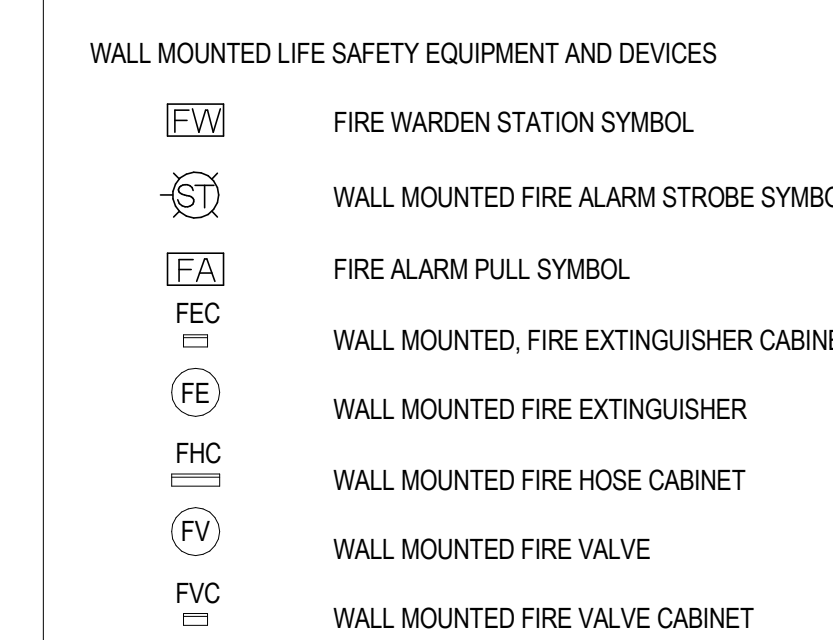 WALL MOUNTED LIFE SAFETY EQUIPMENT AND DEVICES
FW FIRE WARDEN STATION SYMBOL
ST WALL MOUNTED FIRE ALARM STROBE SYMBO
FA FIRE ALARM PULL SYMBOL
FEC
WALL MOUNTED, FIRE EXTINGUISHER CABINE
FE
WALL MOUNTED FIRE EXTINGUISHER
FHC
WALL MOUNTED FIRE HOSE CABINET
FV
WALL MOUNTED FIRE VALVE
FVC
WALL MOUNTED FIRE VALVE CABINET